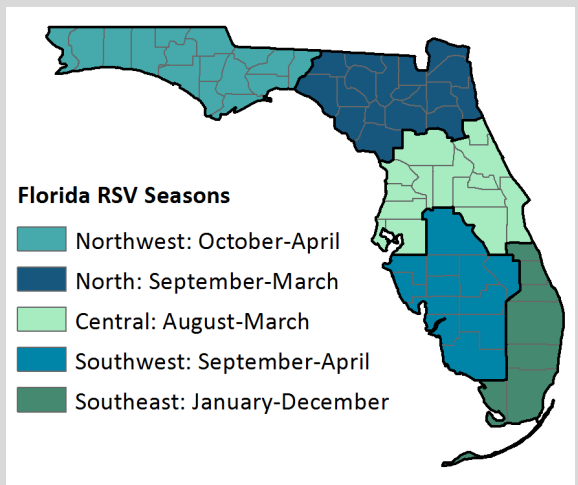 Florida RSV Seasons
Northwest: October-April
North: September-March
Central: August-March
Southwest: September-April
Southeast: January-December